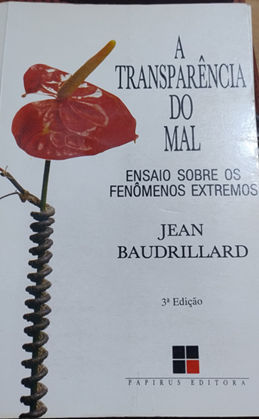 A
TRANSPARÊNCIA
DO
MAL
ENSAIO SOBRE OS
FENÔMENOS EXTREMOS
JEAN
BAUDRILLARD
3ª Edição
PAPIRUS EDITORA